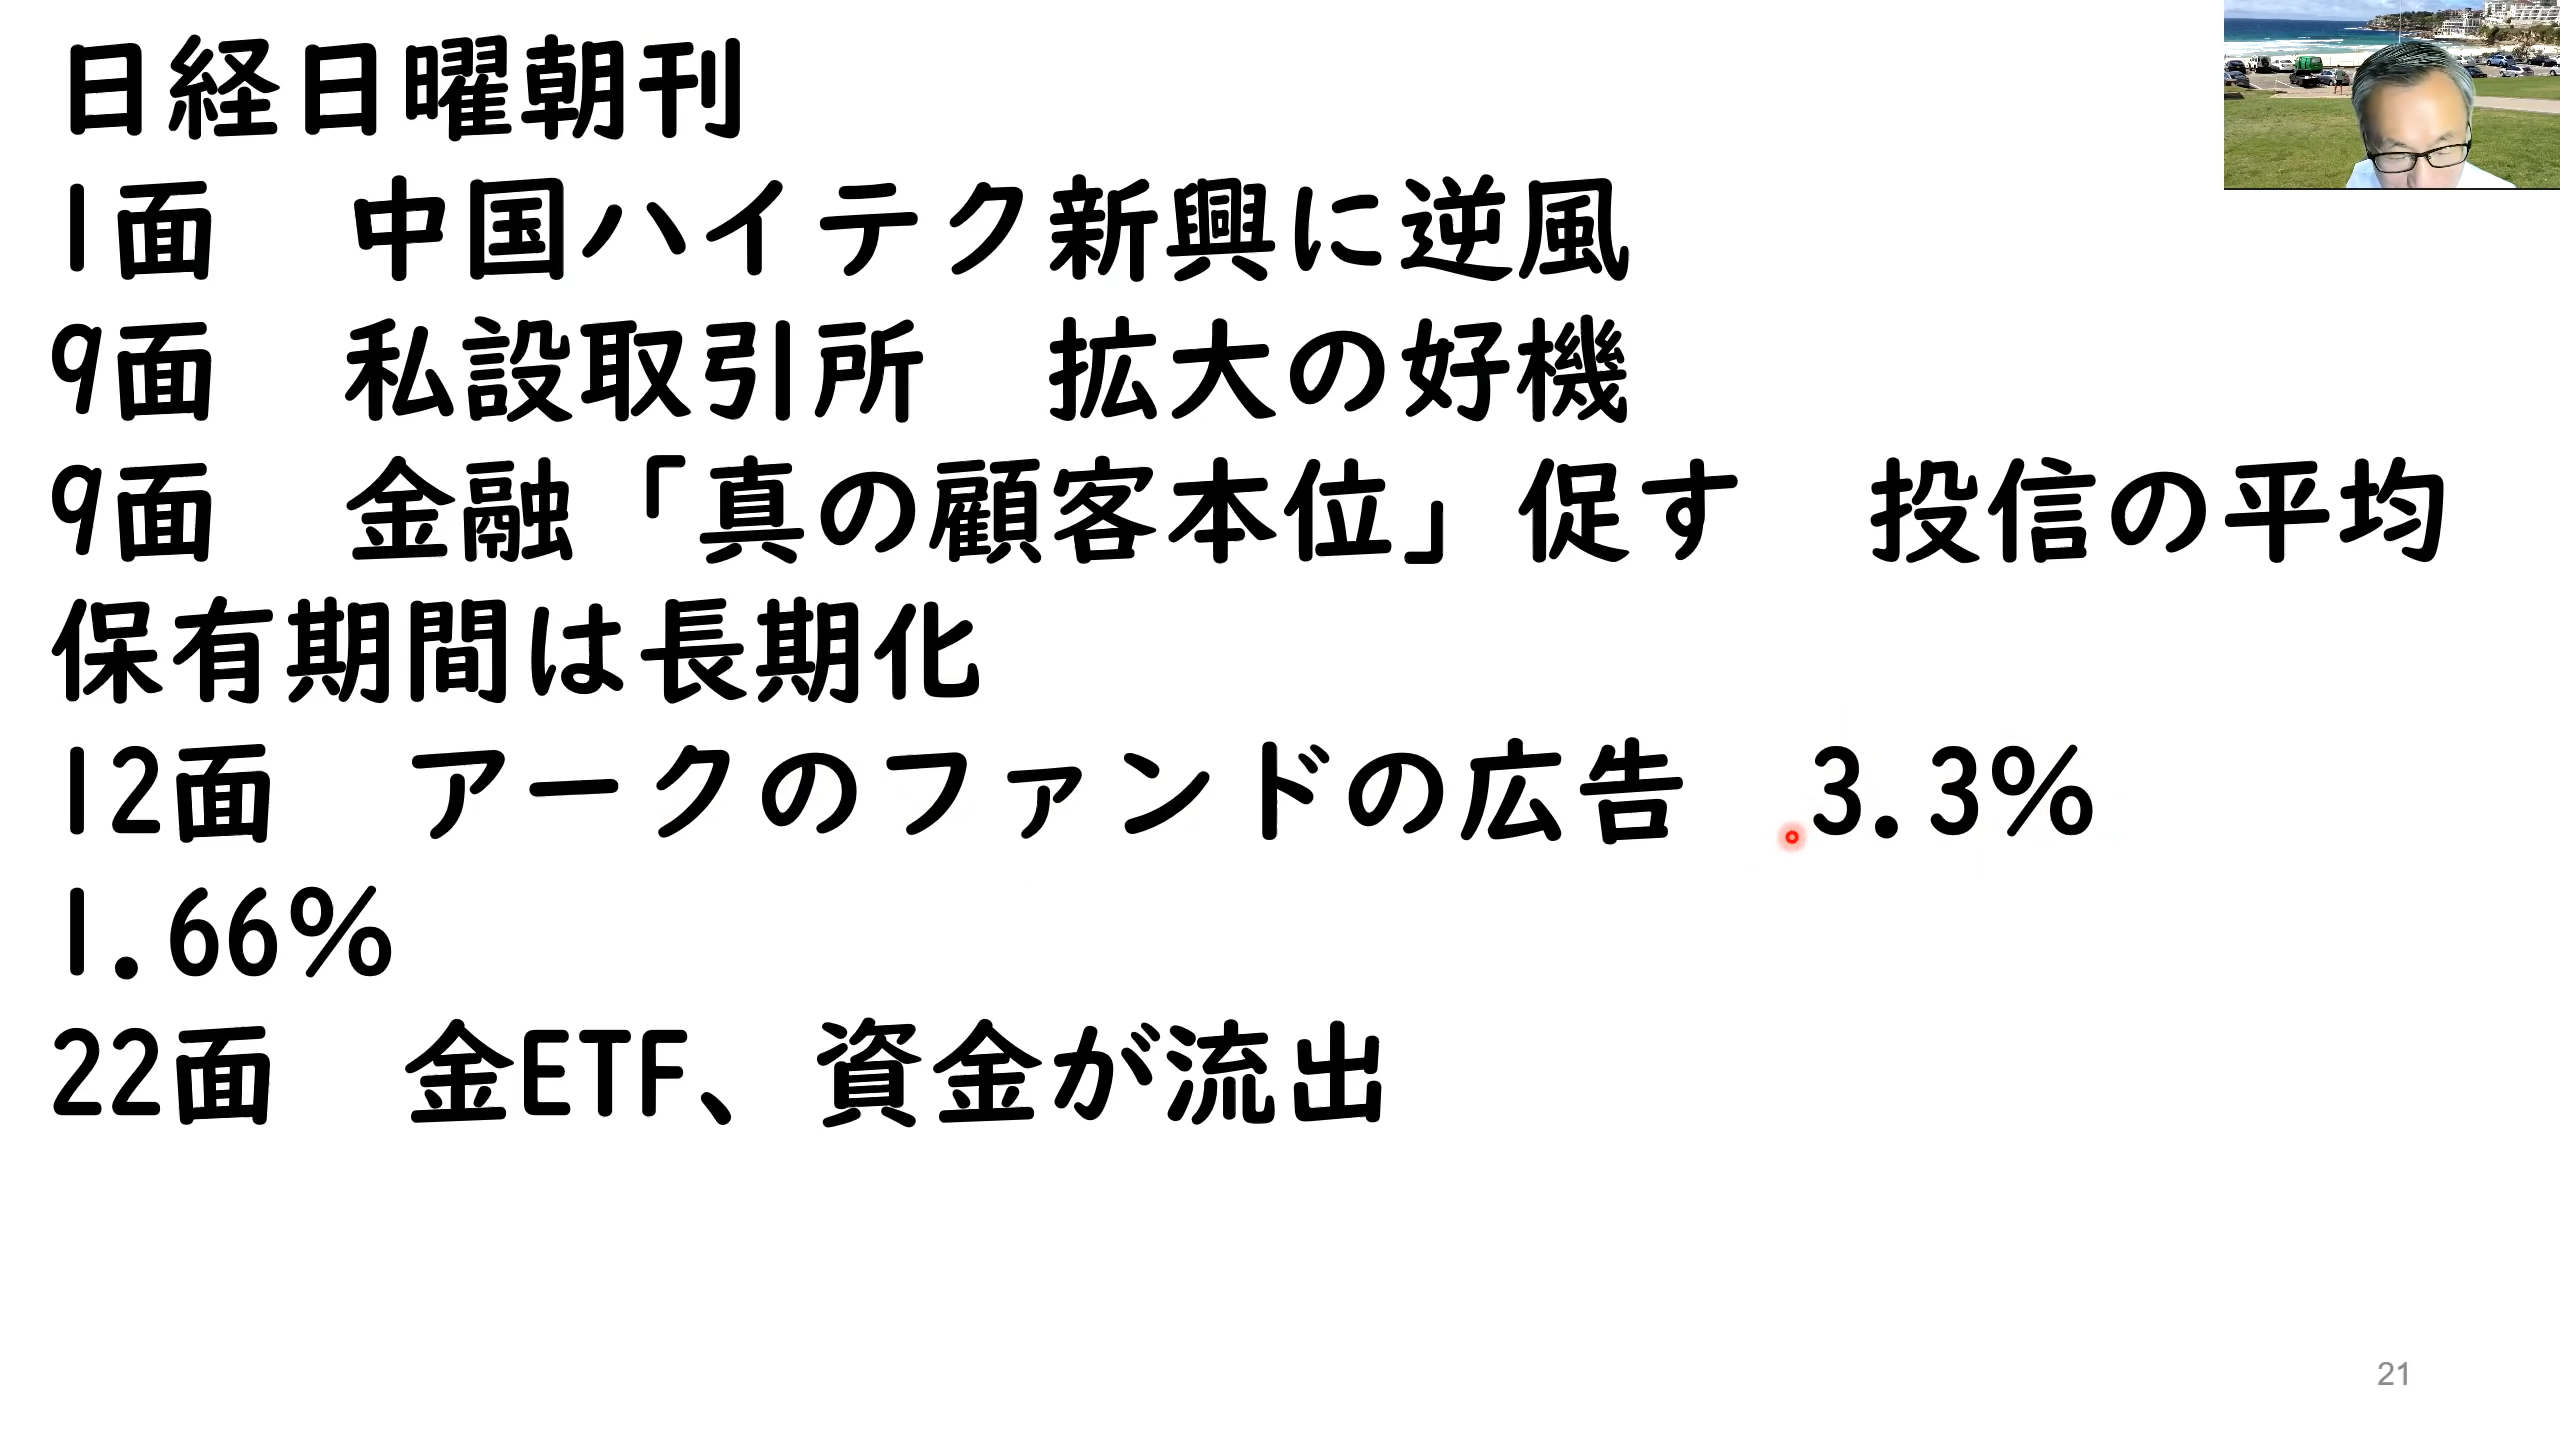 日経日曜朝刊
1面　中国ハイテク新興に逆風
9面　私設取引所　拡大の好機
9面　金融「真の顧客本位」促す　投信の平均
保有期間は長期化
12面　アークのファンドの広告　3.3%
1.66%
22面　金ETF、資金が流出
21